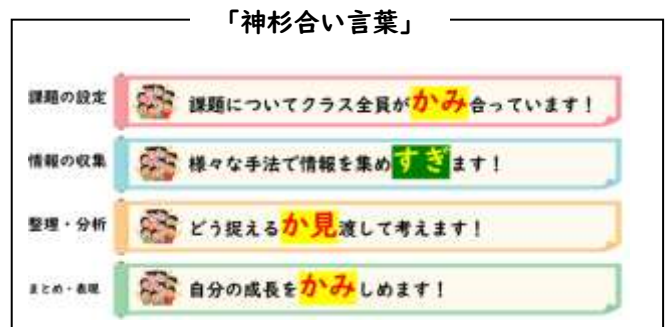 「神杉合い言葉」
課題の設定 課題についてクラス全員がかみ合っています！
情報の収集 様々な手法で情報を集めすぎます！
整理・分析 どう捉えるか見渡して考えます！
まとめ・表現 自分の成長をかみしめます！